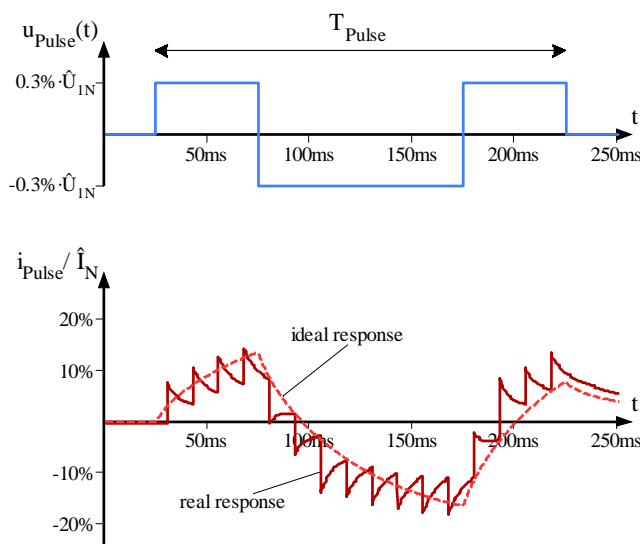 u_Pulse(t)
T_Pulse
0.3%·Û_1N
t
50ms 100ms 150ms 200ms 250ms
-0.3%·Û_1N
i_Pulse / Î_N
20%
ideal response
10%
t
50ms 100ms 150ms 200ms 250ms
-10%
real response
-20%